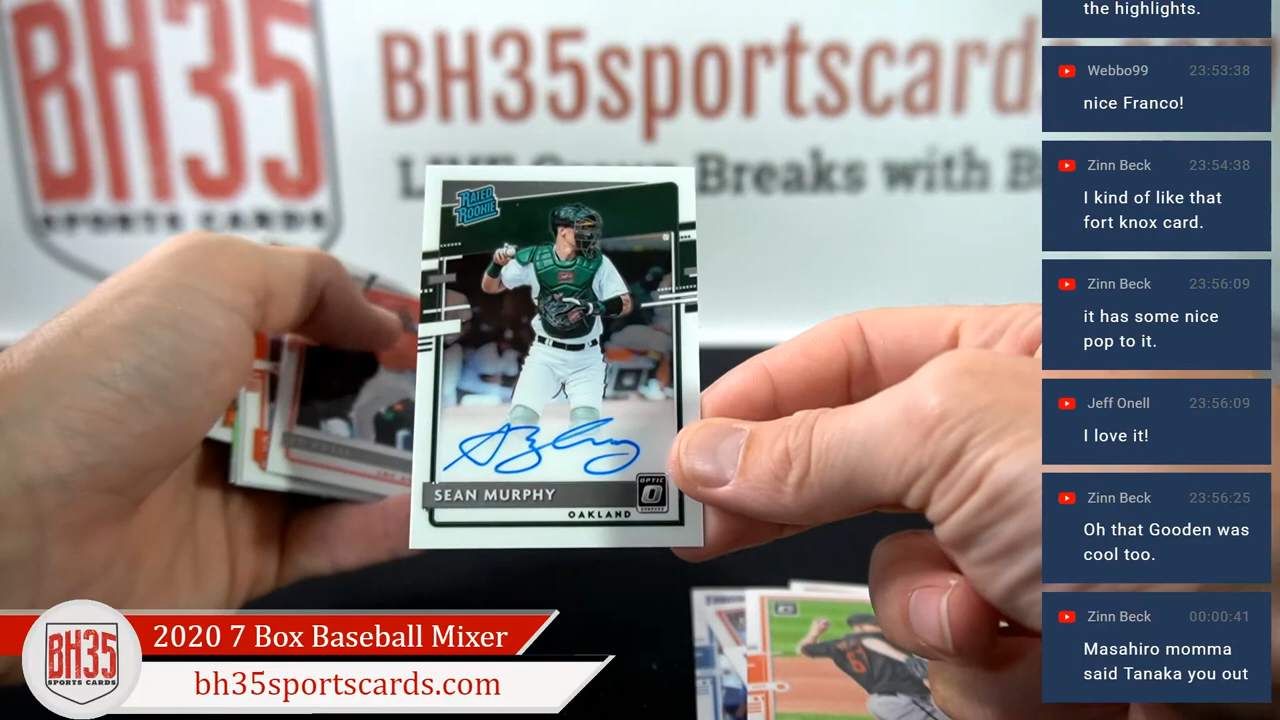 BH35
SPORTS CARDS
BH35sportscard
Breaks with B
RATED
ROOKIE
SEAN MURPHY
OPTIC
OAKLAND
the highlights.
Webbo99 23:53:38
nice Franco!
Zinn Beck 23:54:38
I kind of like that
fort knox card.
Zinn Beck 23:56:09
it has some nice
pop to it.
Jeff Onell 23:56:09
I love it!
Zinn Beck 23:56:25
Oh that Gooden was
cool too.
Zinn Beck 00:00:41
Masahiro momma
said Tanaka you out
BH35
SPORTS CARDS
2020 7 Box Baseball Mixer
bh35sportscards.com